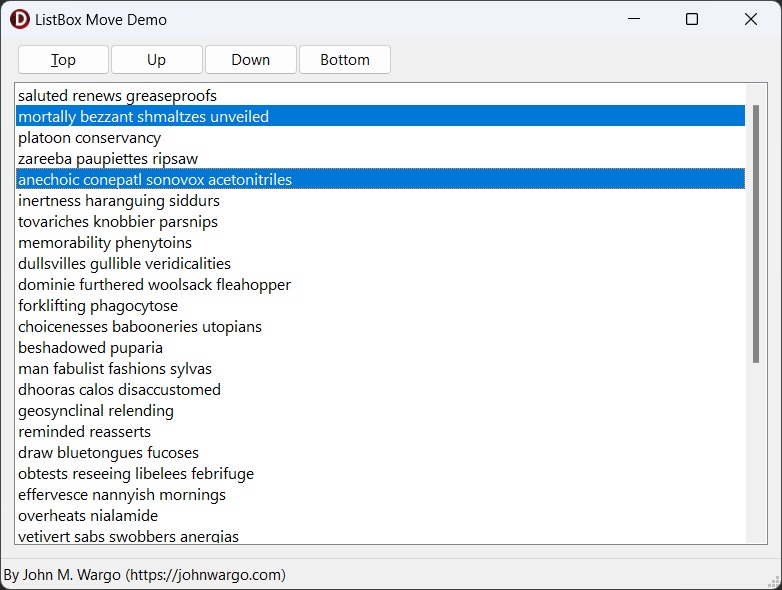 D ListBox Move Demo
Top Up Down Bottom
saluted renews greaseproofs
mortally bezzant shmaltzes unveiled
platoon conservancy
zareeba paupiettes ripsaw
anechoic conepatl sonovox acetonitriles
inertness haranguing siddurs
tovariches knobbier parsnips
memorability phenytoins
dullsvilles gullible veridicalities
dominie furthered woolsack fleahopper
forklifting phagocytose
choicenesses babooneries utopians
beshadowed puparia
man fabulist fashions sylvas
dhooras calos disaccustomed
geosynclinal relending
reminded reasserts
draw bluetongues fucoses
obtests reseeing libelees febrifuge
effervesce nannyish mornings
overheats nialamide
vetivert sabs swobbers anergias
By John M. Wargo (https://johnwargo.com)